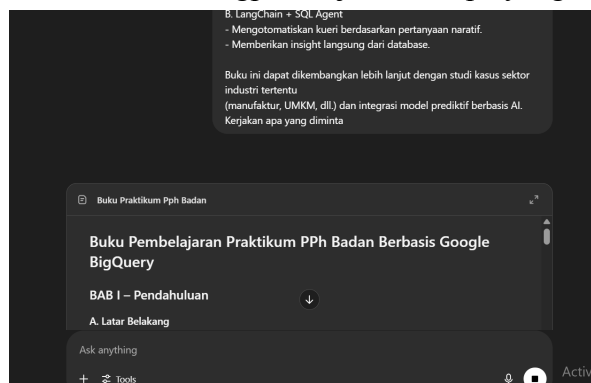 B. LangChain + SQL Agent
- Mengotomatiskan kueri berdasarkan pertanyaan naratif.
- Memberikan insight langsung dari database.
Buku ini dapat dikembangkan lebih lanjut dengan studi kasus sektor
industri tertentu
(manufaktur, UMKM, dll.) dan integrasi model prediktif berbasis AI.
Kerjakan apa yang diminta
Buku Praktikum Pph Badan
Buku Pembelajaran Praktikum PPh Badan Berbasis Google
BigQuery
BAB I – Pendahuluan
A. Latar Belakang
Ask anything
Tools